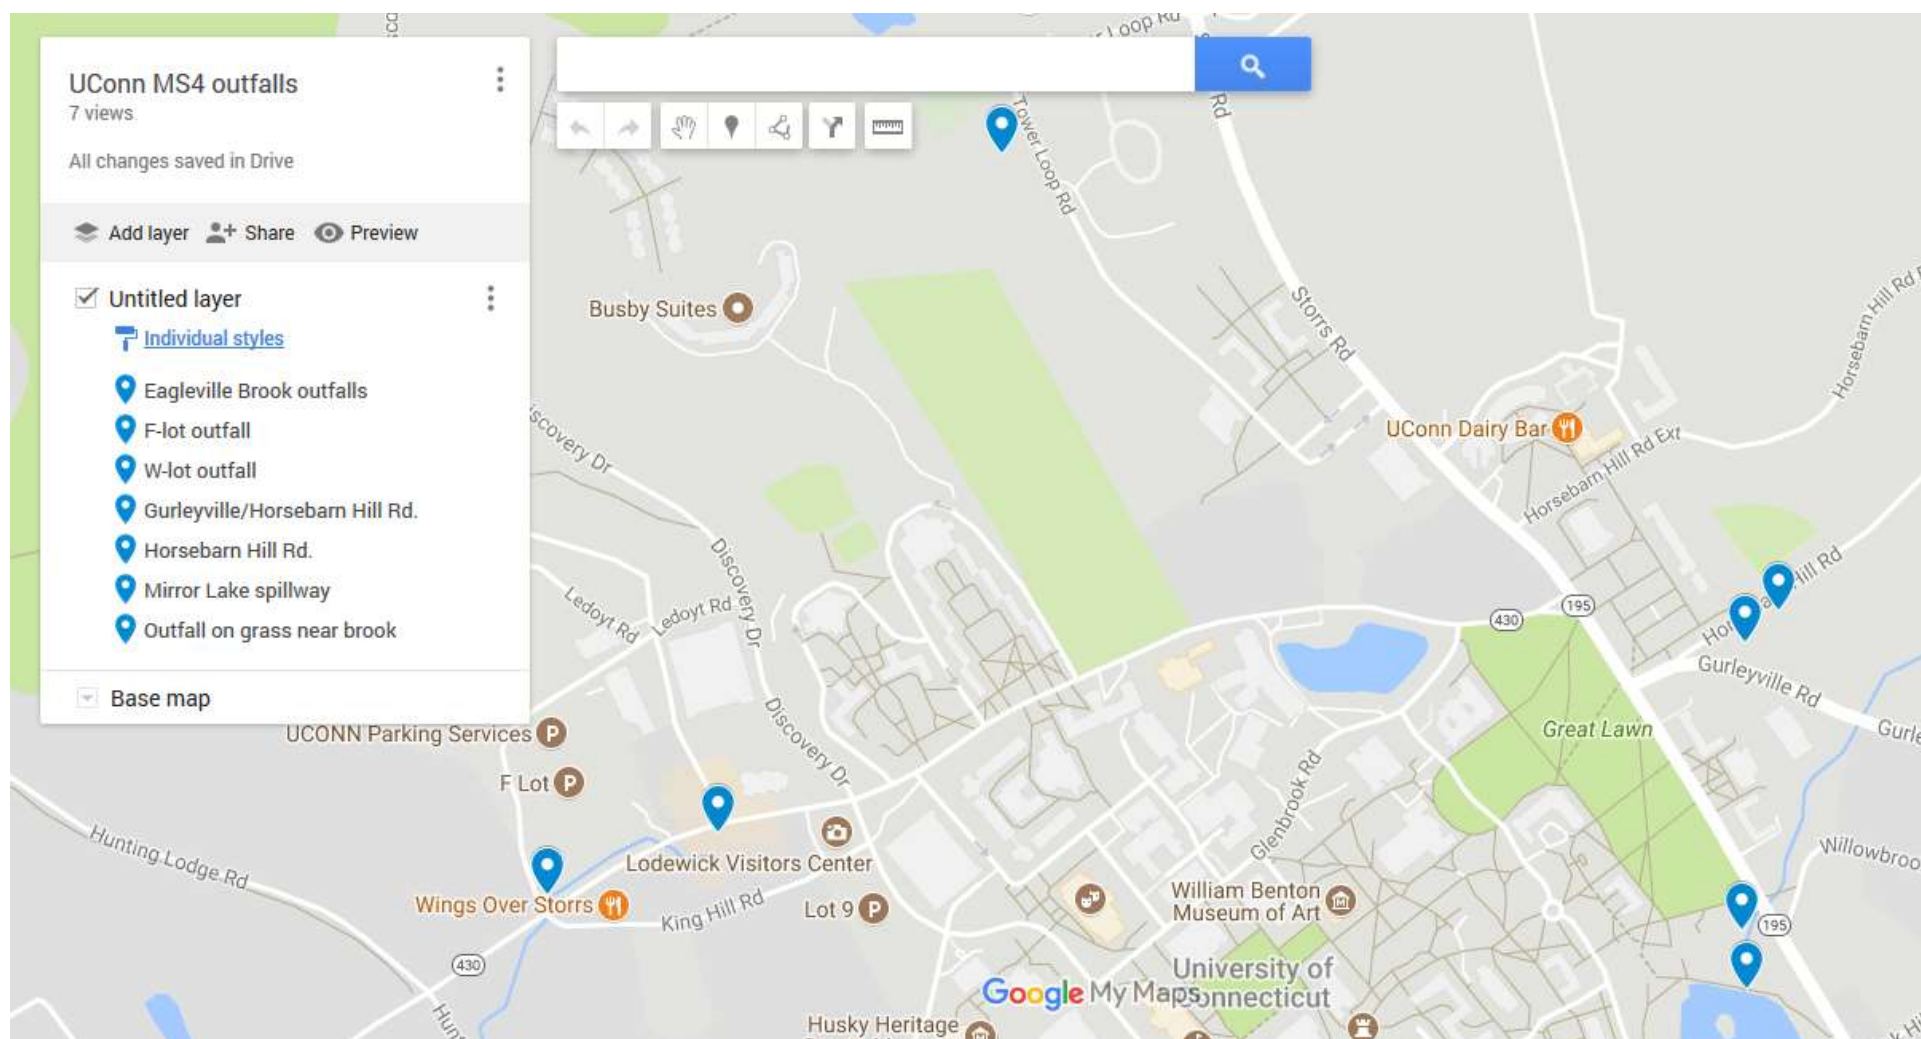 UConn MS4 outfalls
7 views
All changes saved in Drive
Add layer Share Preview
Untitled layer
Individual styles
Eagleville Brook outfalls
F-lot outfall
W-lot outfall
Gurleyville/Horsebarn Hill Rd.
Horsebarn Hill Rd.
Mirror Lake spillway
Outfall on grass near brook
Base map
Loop Rd
Rd
Tower Loop Rd
Storrs Rd
Busby Suites
UConn Dairy Bar
Horsebarn Hill Rd Ext
Horsebarn Hill Rd
Hill Rd
Gurleyville Rd
Discovery Dr
Discovery Dr
Ledoyt Rd
Ledoyt Rd
430
195
Great Lawn
Discovery Dr
UCONN Parking Services P
F Lot P
Glenbrook Rd
Hunting Lodge Rd
Lodewick Visitors Center
Wings Over Storrs
King Hill Rd
Lot 9 P
William Benton
Museum of Art
195
430
University of
Connecticut
Google My Maps
Husky Heritage